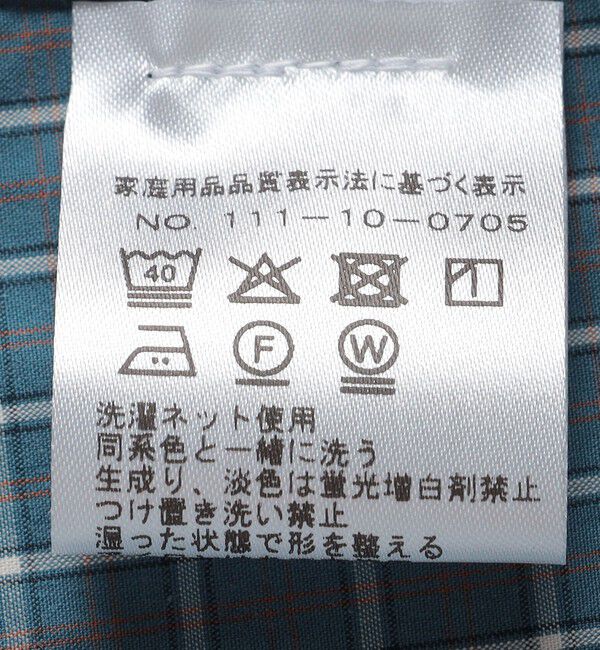 家庭用品品質表示法に基づく表示
NO. 111-10-0705
40
F W
洗濯ネット使用
同系色と一緒に洗う
生成り、淡色は蛍光増白剤禁止
つけ置き洗い禁止
湿った状態で形を整える